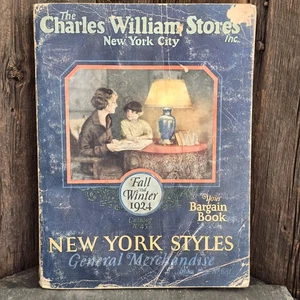 The
Charles William Stores
Inc.
New York City
Fall
and
Winter
1924
Your
Bargain
Book
NEW YORK STYLES
General Merchandise